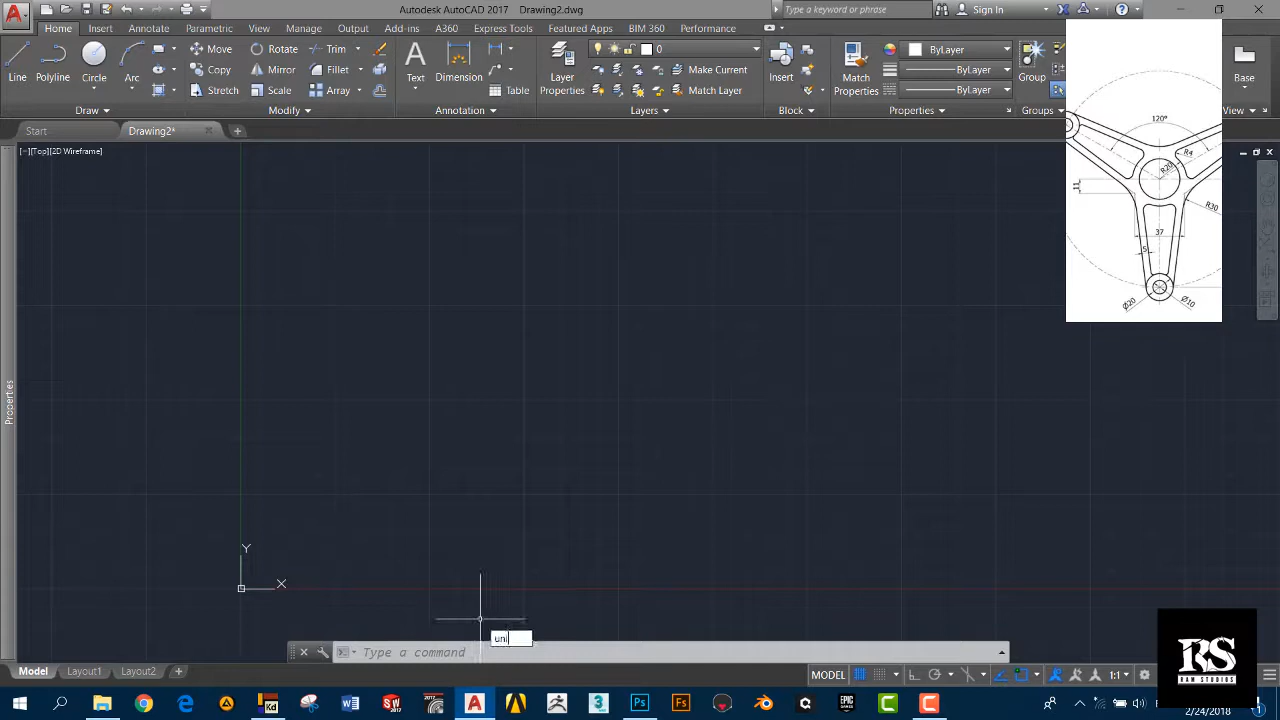 Autodesk AutoCAD 2017 Drawing2.dwg
Type a keyword or phrase
Home Insert Annotate Parametric View Manage Output Add-ins A360 Express Tools Featured Apps BIM 360 Performance
Line Polyline Circle Arc
Move Rotate Trim
Copy Mirror Fillet
Stretch Scale Array
Text Dimension Table
Layer
0
Make Current
Match Layer
Insert
Match
ByLayer
ByLayer
ByLayer
Group
Base
Draw Modify Annotation Layers Block Properties Groups View
Start Drawing2*
[−][Top][2D Wireframe]
Properties
120°
R4
R20
11
R30
37
5
Ø20
Ø10
Y
X
uni
Type a command
Model Layout1 Layout2
MODEL
1:1
RS
RAM STUDIOS
2/24/2018